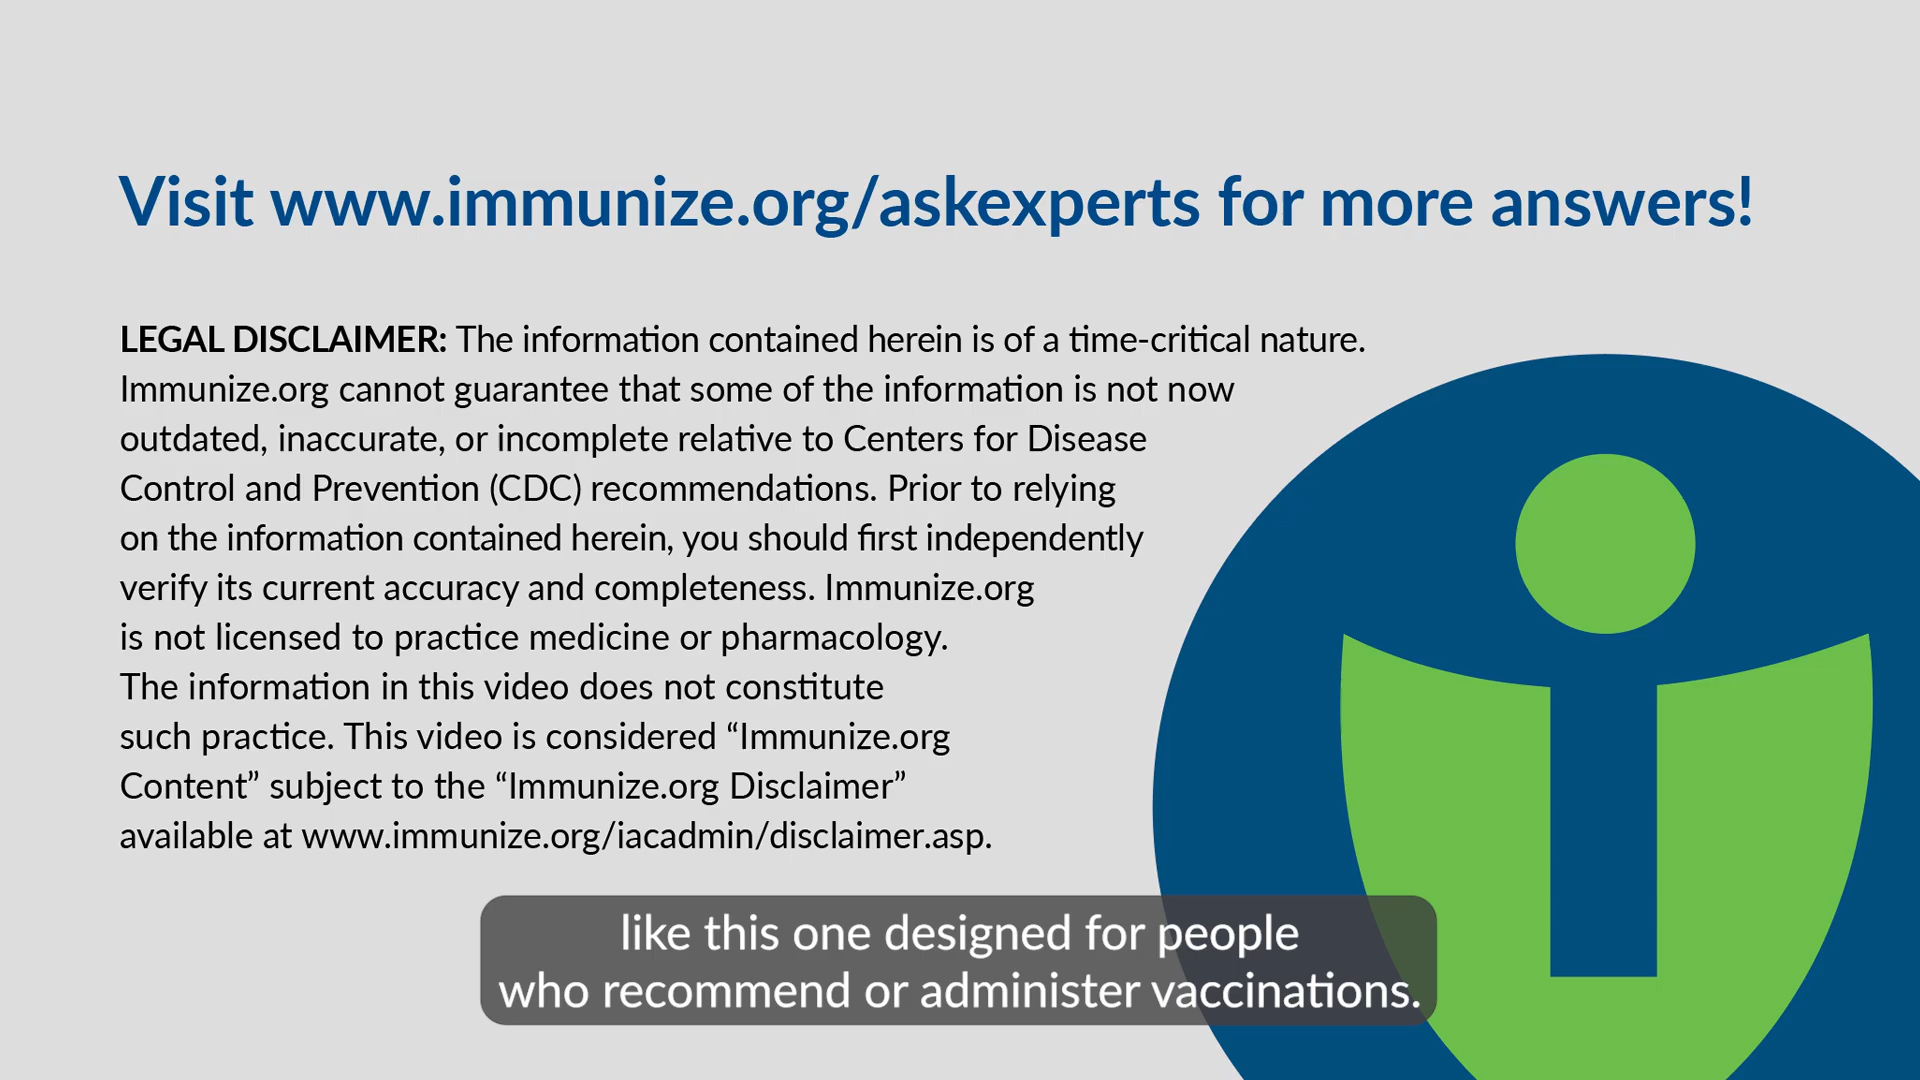 Visit www.immunize.org/askexperts for more answers!
LEGAL DISCLAIMER: The information contained herein is of a time-critical nature.
Immunize.org cannot guarantee that some of the information is not now
outdated, inaccurate, or incomplete relative to Centers for Disease
Control and Prevention (CDC) recommendations. Prior to relying
on the information contained herein, you should first independently
verify its current accuracy and completeness. Immunize.org
is not licensed to practice medicine or pharmacology.
The information in this video does not constitute
such practice. This video is considered “Immunize.org
Content” subject to the “Immunize.org Disclaimer”
available at www.immunize.org/iacadmin/disclaimer.asp.
like this one designed for people
who recommend or administer vaccinations.